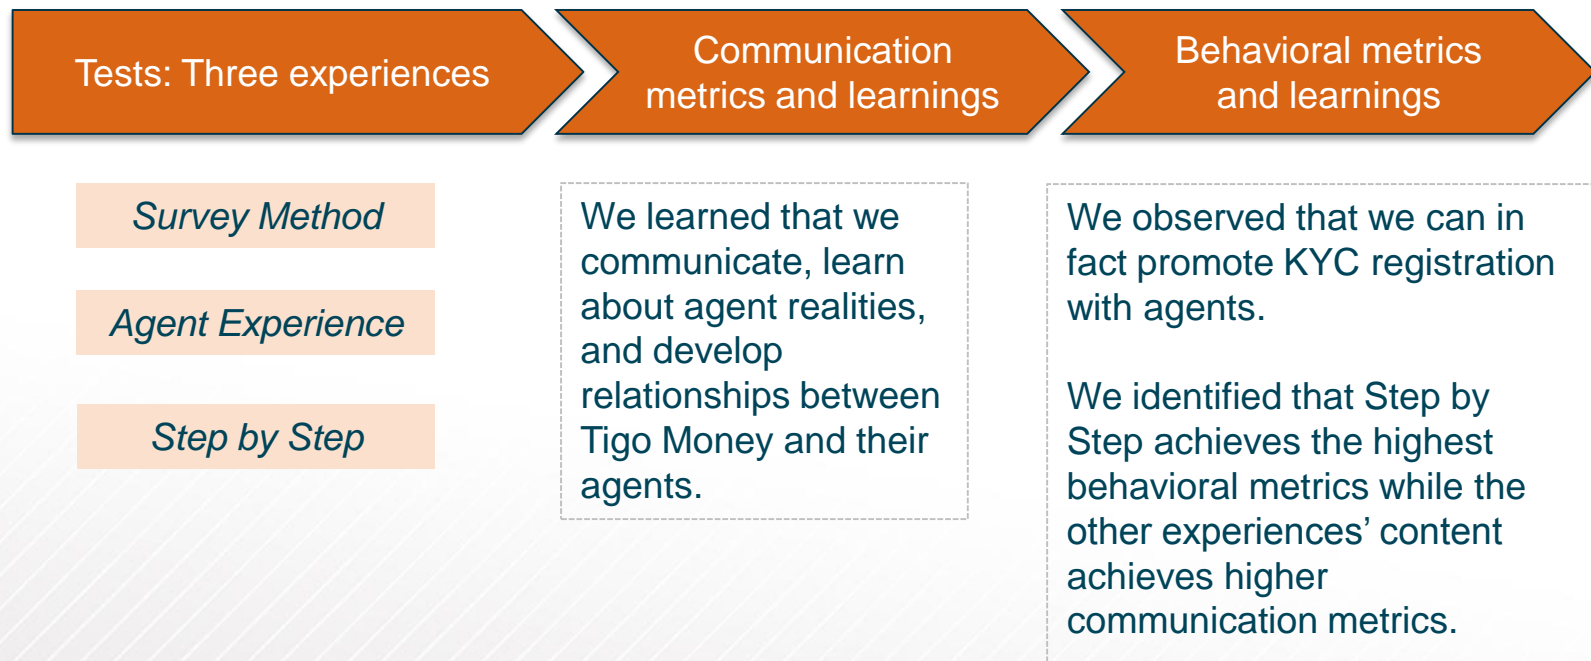 Tests: Three experiences
Communication
metrics and learnings
Behavioral metrics
and learnings
Survey Method
Agent Experience
Step by Step
We learned that we
communicate, learn
about agent realities,
and develop
relationships between
Tigo Money and their
agents.
We observed that we can in
fact promote KYC registration
with agents.
We identified that Step by
Step achieves the highest
behavioral metrics while the
other experiences’ content
achieves higher
communication metrics.